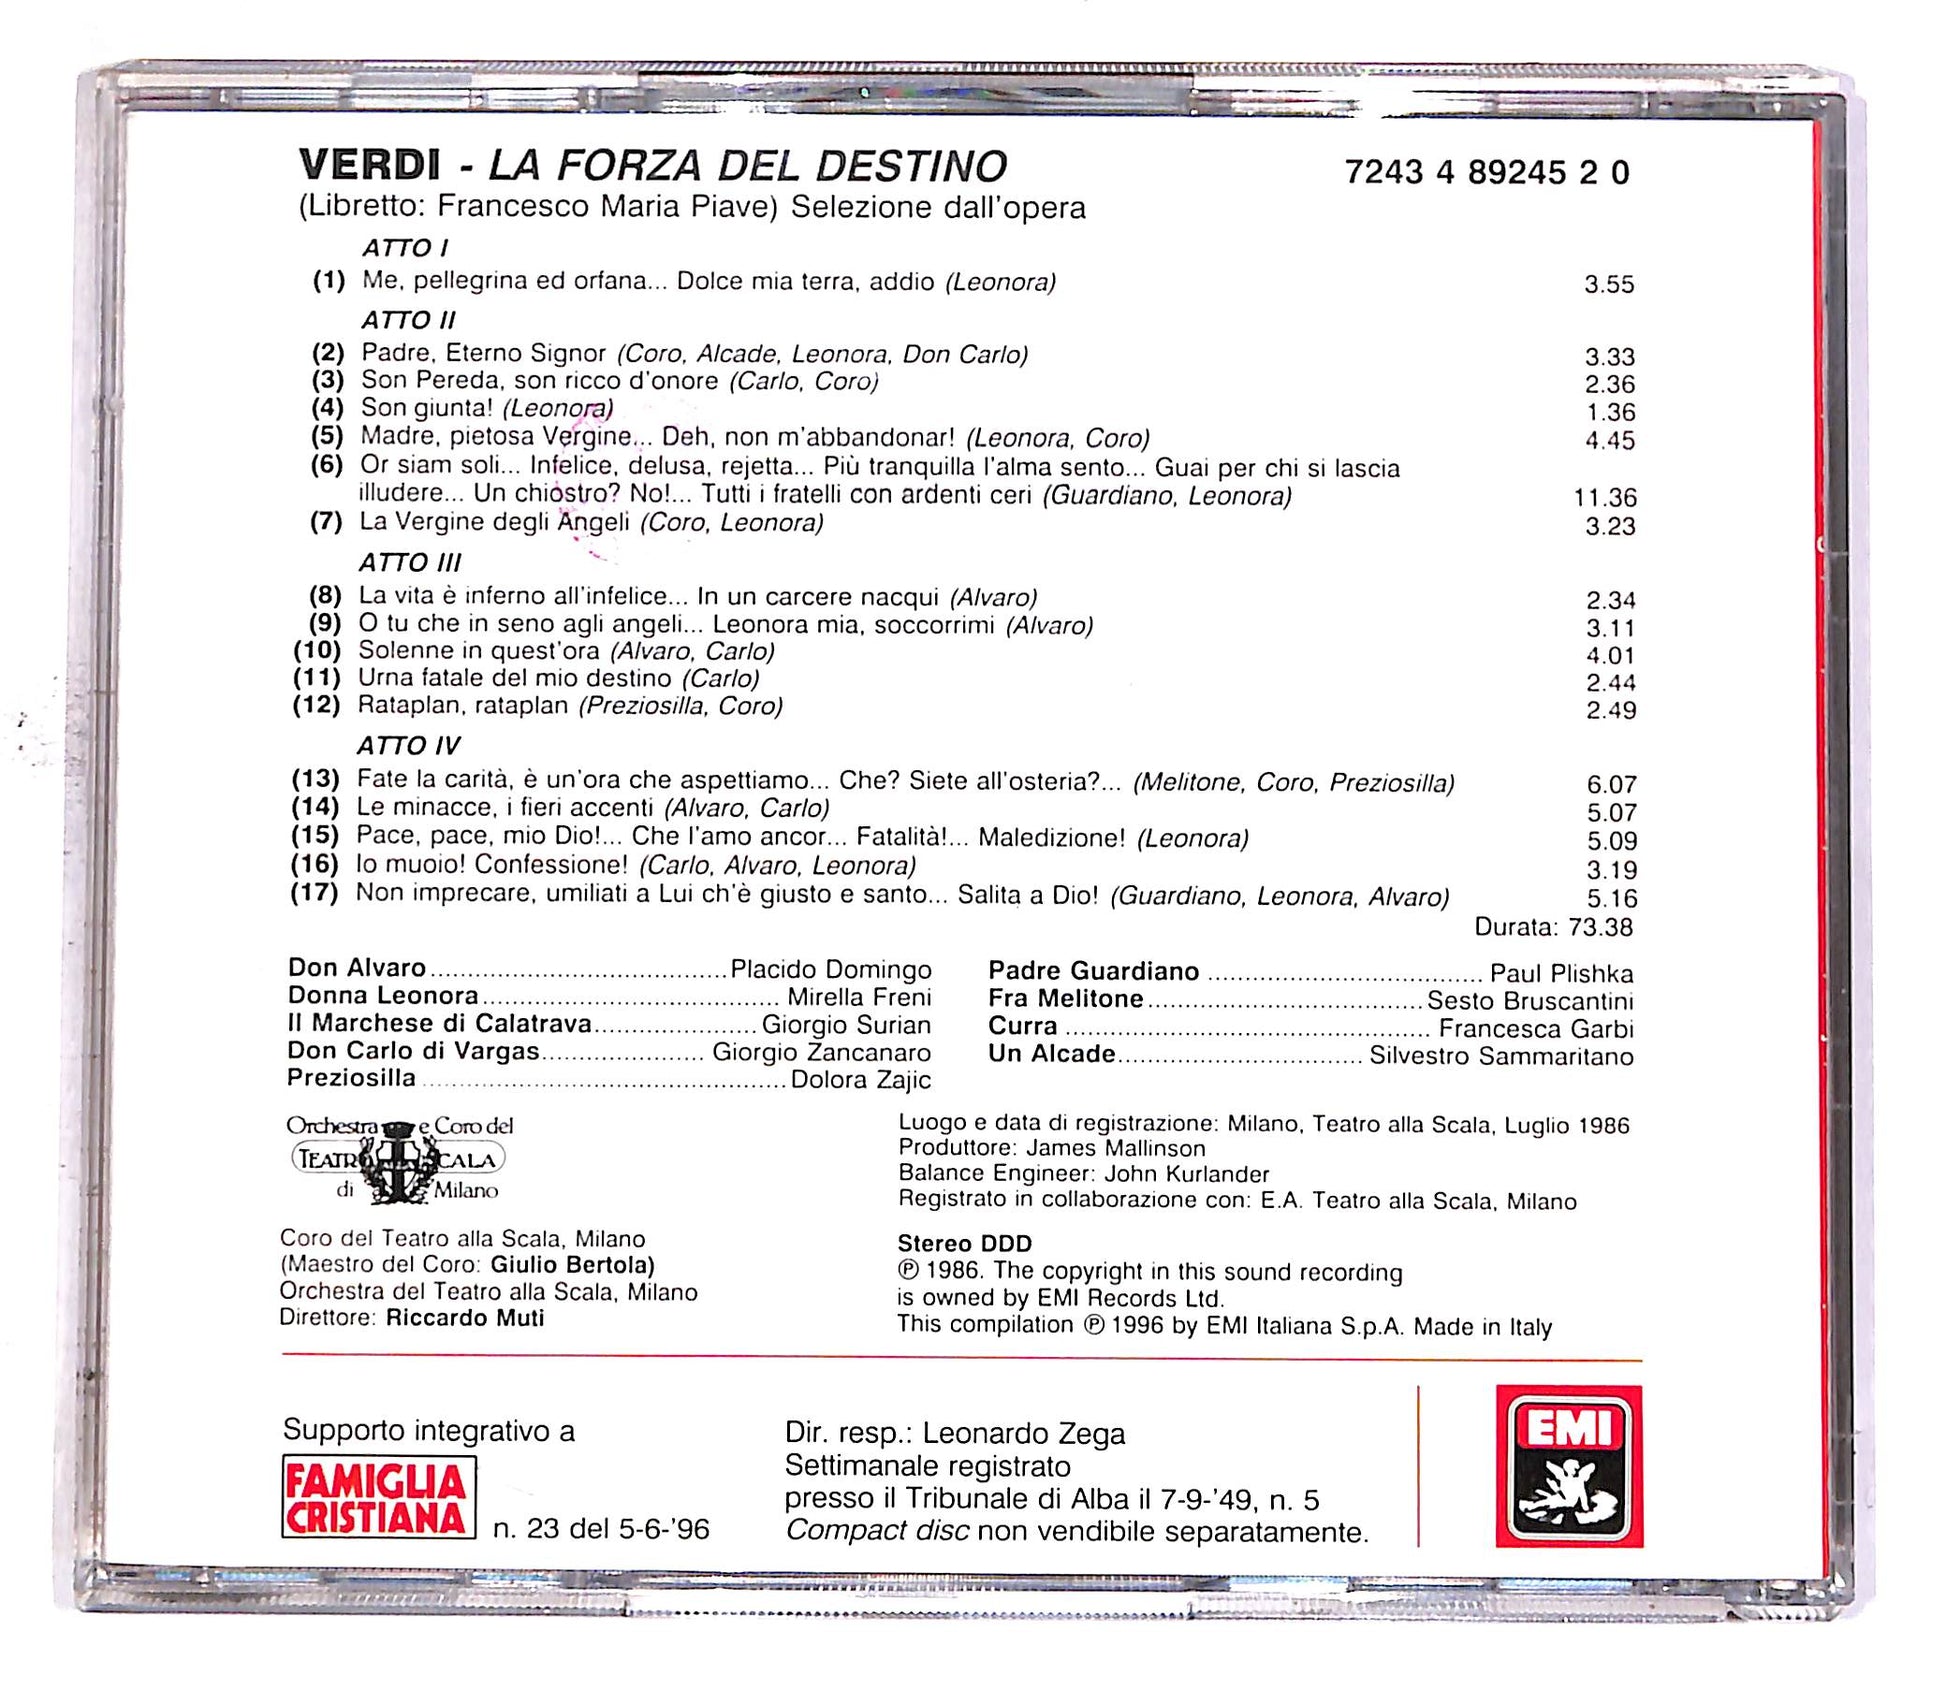 VERDI - LA FORZA DEL DESTINO 7243 4 89245 2 0
(Libretto: Francesco Maria Piave) Selezione dall'opera
ATTO I
(1) Me, pellegrina ed orfana... Dolce mia terra, addio (Leonora) 3.55
ATTO II
(2) Padre, Eterno Signor (Coro, Alcade, Leonora, Don Carlo) 3.33
(3) Son Pereda, son ricco d'onore (Carlo, Coro) 2.36
(4) Son giunta! (Leonora) 1.36
(5) Madre, pietosa Vergine... Deh, non m'abbandonar! (Leonora, Coro) 4.45
(6) Or siam soli... Infelice, delusa, rejetta... Più tranquilla l'alma sento... Guai per chi si lascia
illudere... Un chiostro? No!... Tutti i fratelli con ardenti ceri (Guardiano, Leonora) 11.36
(7) La Vergine degli Angeli (Coro, Leonora) 3.23
ATTO III
(8) La vita è inferno all'infelice... In un carcere nacqui (Alvaro) 2.34
(9) O tu che in seno agli angeli... Leonora mia, soccorrimi (Alvaro) 3.11
(10) Solenne in quest'ora (Alvaro, Carlo) 4.01
(11) Urna fatale del mio destino (Carlo) 2.44
(12) Rataplan, rataplan (Preziosilla, Coro) 2.49
ATTO IV
(13) Fate la carità, è un'ora che aspettiamo... Che? Siete all'osteria?... (Melitone, Coro, Preziosilla) 6.07
(14) Le minacce, i fieri accenti (Alvaro, Carlo) 5.07
(15) Pace, pace, mio Dio!... Che l'amo ancor... Fatalità!... Maledizione! (Leonora) 5.09
(16) Io muoio! Confessione! (Carlo, Alvaro, Leonora) 3.19
(17) Non imprecare, umiliati a Lui ch'è giusto e santo... Salita a Dio! (Guardiano, Leonora, Alvaro) 5.16
Durata: 73.38
Don Alvaro........Placido Domingo
Donna Leonora........Mirella Freni
Il Marchese di Calatrava........Giorgio Surian
Don Carlo di Vargas........Giorgio Zancanaro
Preziosilla........Dolora Zajic
Padre Guardiano........Paul Plishka
Fra Melitone........Sesto Bruscantini
Curra........Francesca Garbi
Un Alcade........Silvestro Sammaritano
Orchestra e Coro del
TEATRO SCALA
di Milano
Coro del Teatro alla Scala, Milano
(Maestro del Coro: Giulio Bertola)
Orchestra del Teatro alla Scala, Milano
Direttore: Riccardo Muti
Luogo e data di registrazione: Milano, Teatro alla Scala, Luglio 1986
Produttore: James Mallinson
Balance Engineer: John Kurlander
Registrato in collaborazione con: E.A. Teatro alla Scala, Milano
Stereo DDD
℗ 1986. The copyright in this sound recording
is owned by EMI Records Ltd.
This compilation ℗ 1996 by EMI Italiana S.p.A. Made in Italy
Supporto integrativo a
FAMIGLIA
CRISTIANA n. 23 del 5-6-'96
Dir. resp.: Leonardo Zega
Settimanale registrato
presso il Tribunale di Alba il 7-9-'49, n. 5
Compact disc non vendibile separatamente.
EMI